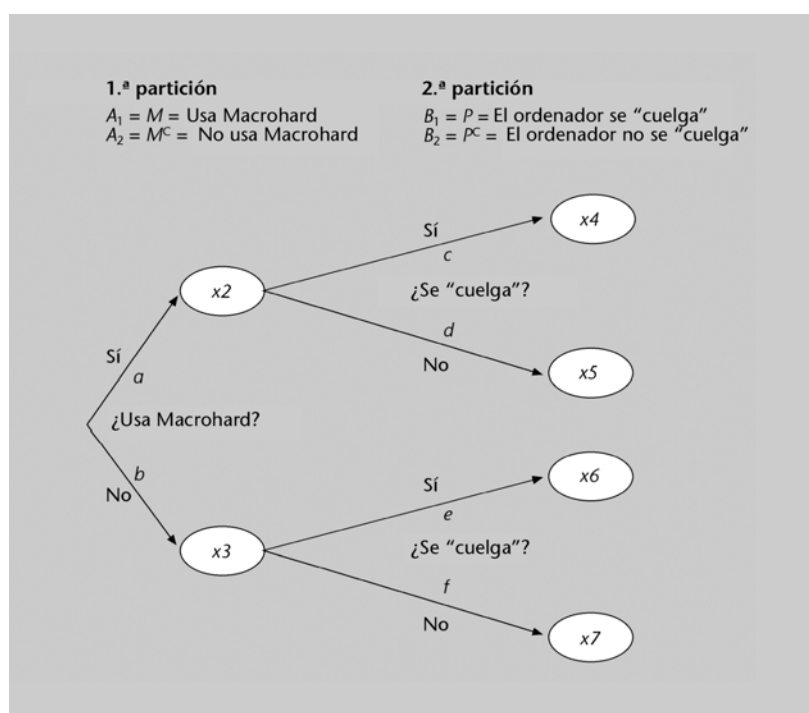 1.ª partición
A₁ = M = Usa Macrohard
A₂ = Mᶜ = No usa Macrohard
2.ª partición
B₁ = P = El ordenador se “cuelga”
B₂ = Pᶜ = El ordenador no se “cuelga”
Sí
c
x4
x2
¿Se “cuelga”?
d
No
x5
Sí
a
¿Usa Macrohard?
b
No
Sí
e
x6
x3
¿Se “cuelga”?
f
No
x7